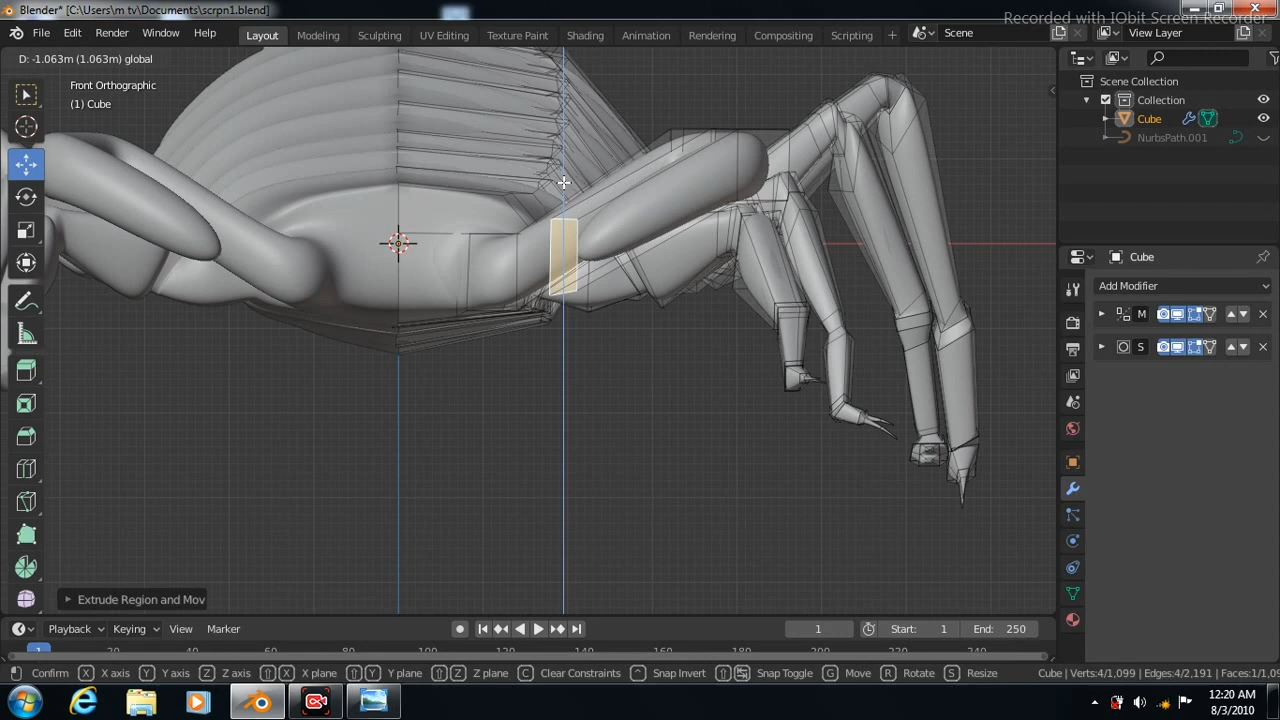 Blender* [C:\Users\m tv\Documents\scrpn1.blend]
Recorded with IObit Screen Recorder
File Edit Render Window Help Layout Modeling Sculpting UV Editing Texture Paint Shading Animation Rendering Compositing Scripting + Scene View Layer
D: -1.063m (1.063m) global
Front Orthographic
(1) Cube
Scene Collection
Collection
Cube
NurbsPath.001
Cube
Add Modifier
M
S
Extrude Region and Mov
Playback Keying View Marker 1 Start: 1 End: 250
1
Confirm X X axis Y Y axis Z Z axis X X plane Y Y plane Z Z plane C Clear Constraints Snap Invert Snap Toggle G Move R Rotate S Resize Cube | Verts:4/1,099 | Edges:4/2,191 | Faces:1/1,09
12:20 AM
8/3/2010